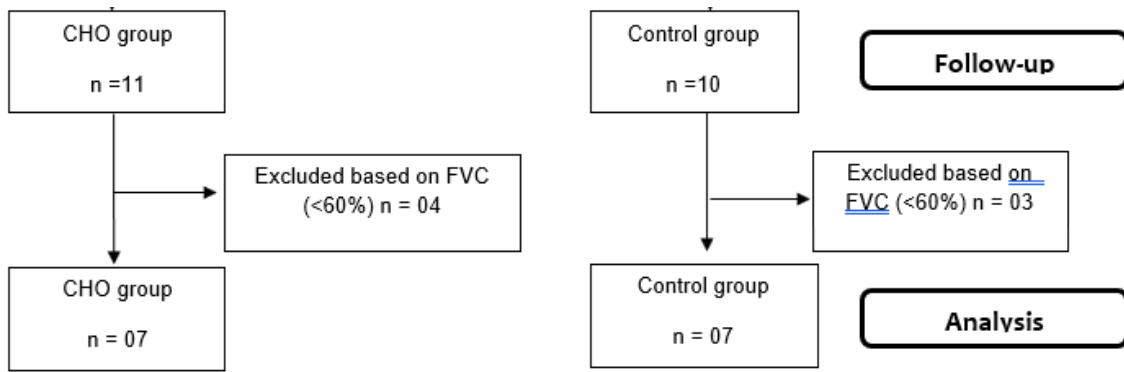 CHO group
n =11
Control group
n =10
Follow-up
Excluded based on FVC
(<60%) n = 04
Excluded based on
FVC (<60%) n = 03
CHO group
n = 07
Control group
n = 07
Analysis